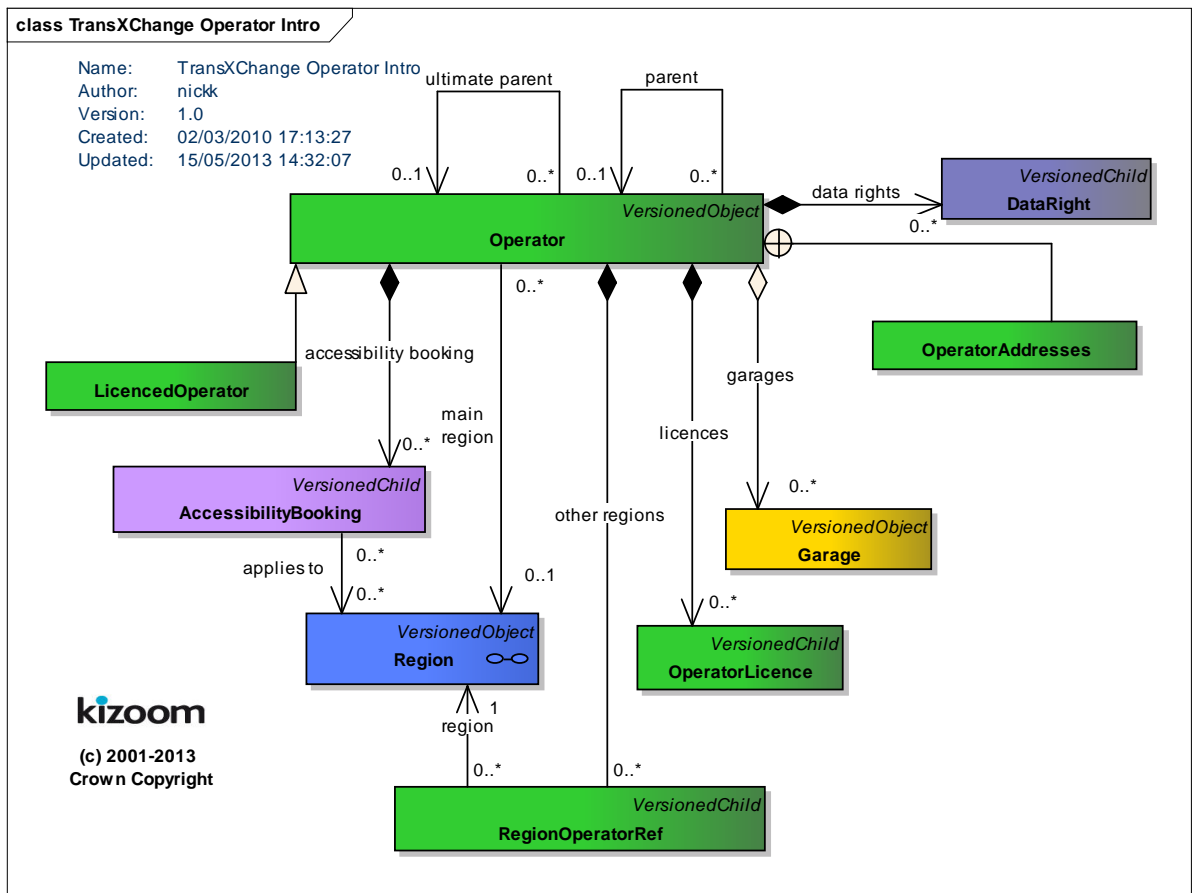 class TransXChange Operator Intro
Name: TransXChange Operator Intro
Author: nickk
Version: 1.0
Created: 02/03/2010 17:13:27
Updated: 15/05/2013 14:32:07
ultimate parent
parent
0..1
0..*
0..1
0..*
VersionedObject
Operator
data rights
0..*
VersionedChild
DataRight
0..*
OperatorAddresses
LicencedOperator
accessibility booking
0..*
main
region
garages
licences
0..*
VersionedChild
AccessibilityBooking
other regions
VersionedObject
Garage
0..*
applies to
0..*
0..1
0..*
VersionedObject
Region
VersionedChild
OperatorLicence
1
region
0..*
0..*
VersionedChild
RegionOperatorRef
kizoom
(c) 2001-2013
Crown Copyright